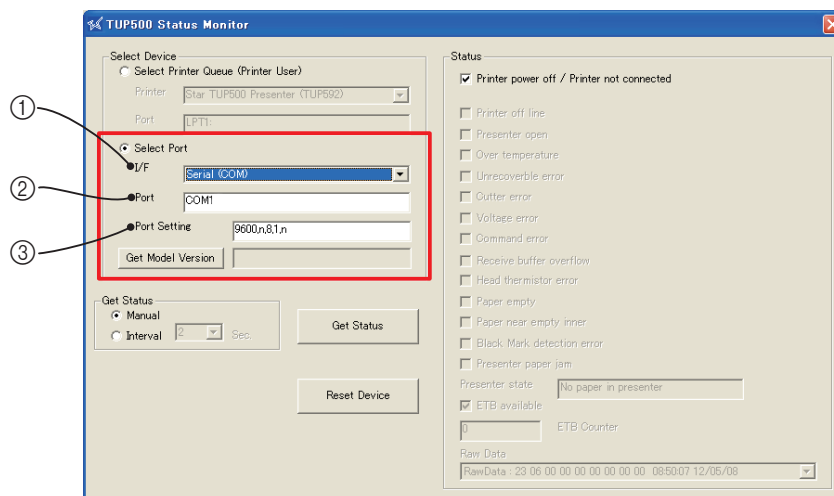 TUP500 Status Monitor
Select Device
Select Printer Queue (Printer User)
Printer
Star TUP500 Presenter (TUP592)
Port
LPT1:
① 
Select Port
I/F
Serial (COM)
②
Port
COM1
③
Port Setting
9600,n,8,1,n
Get Model Version
Get Status
Manual
Interval
2
Sec.
Get Status
Reset Device
Status
Printer power off / Printer not connected
Printer off line
Presenter open
Over temperature
Unrecoverble error
Cutter error
Voltage error
Command error
Receive buffer overflow
Head thermistor error
Paper empty
Paper near empty inner
Black Mark detection error
Presenter paper jam
Presenter state
No paper in presenter
ETB available
0
ETB Counter
Raw Data
RawData : 23 06 00 00 00 00 00 00 00 08:50:07 12/05/08